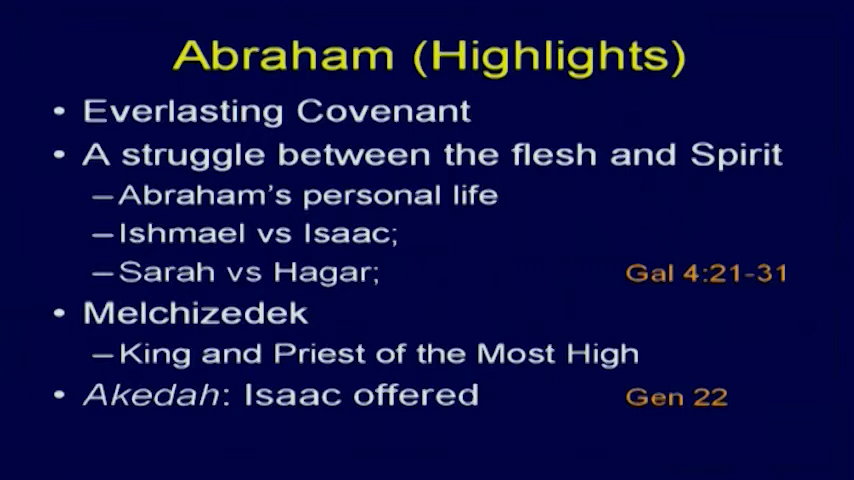 Abraham (Highlights)
• Everlasting Covenant
• A struggle between the flesh and Spirit
–Abraham's personal life
–Ishmael vs Isaac;
–Sarah vs Hagar; Gal 4:21-31
• Melchizedek
–King and Priest of the Most High
• Akedah: Isaac offered Gen 22